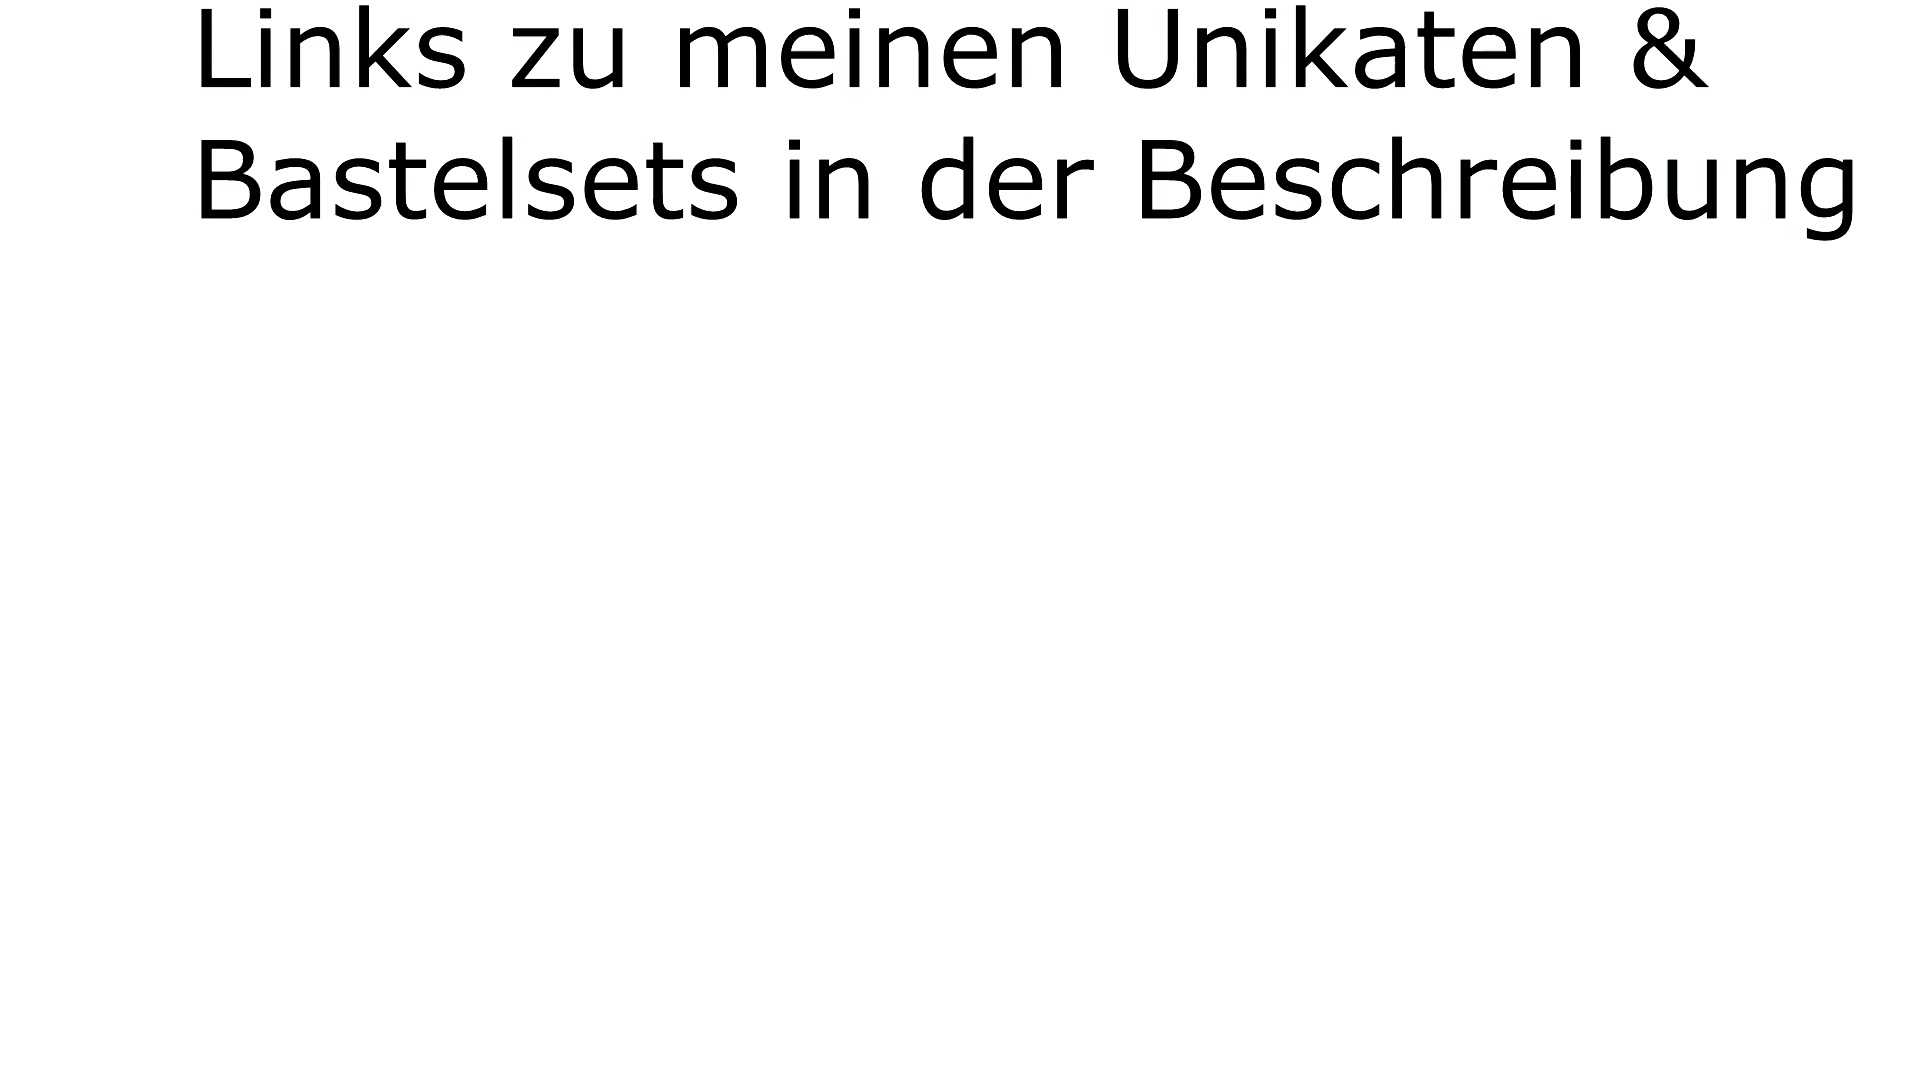 Links zu meinen Unikaten &
Bastelsets in der Beschreibung